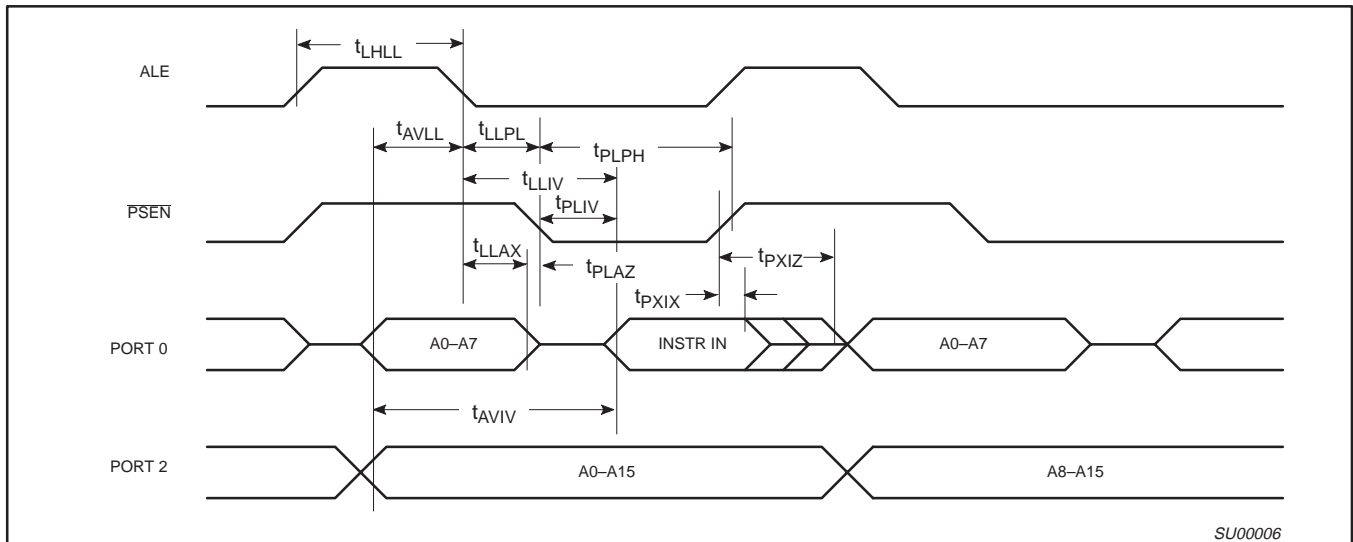 ALE
tLHLL
tAVLL
tLLPL
tPLPH
tLLIV
PSEN
tPLIV
tLLAX
tPLAZ
tPXIZ
tPXIX
PORT 0
A0–A7
INSTR IN
A0–A7
tAVIV
PORT 2
A0–A15
A8–A15
SU00006